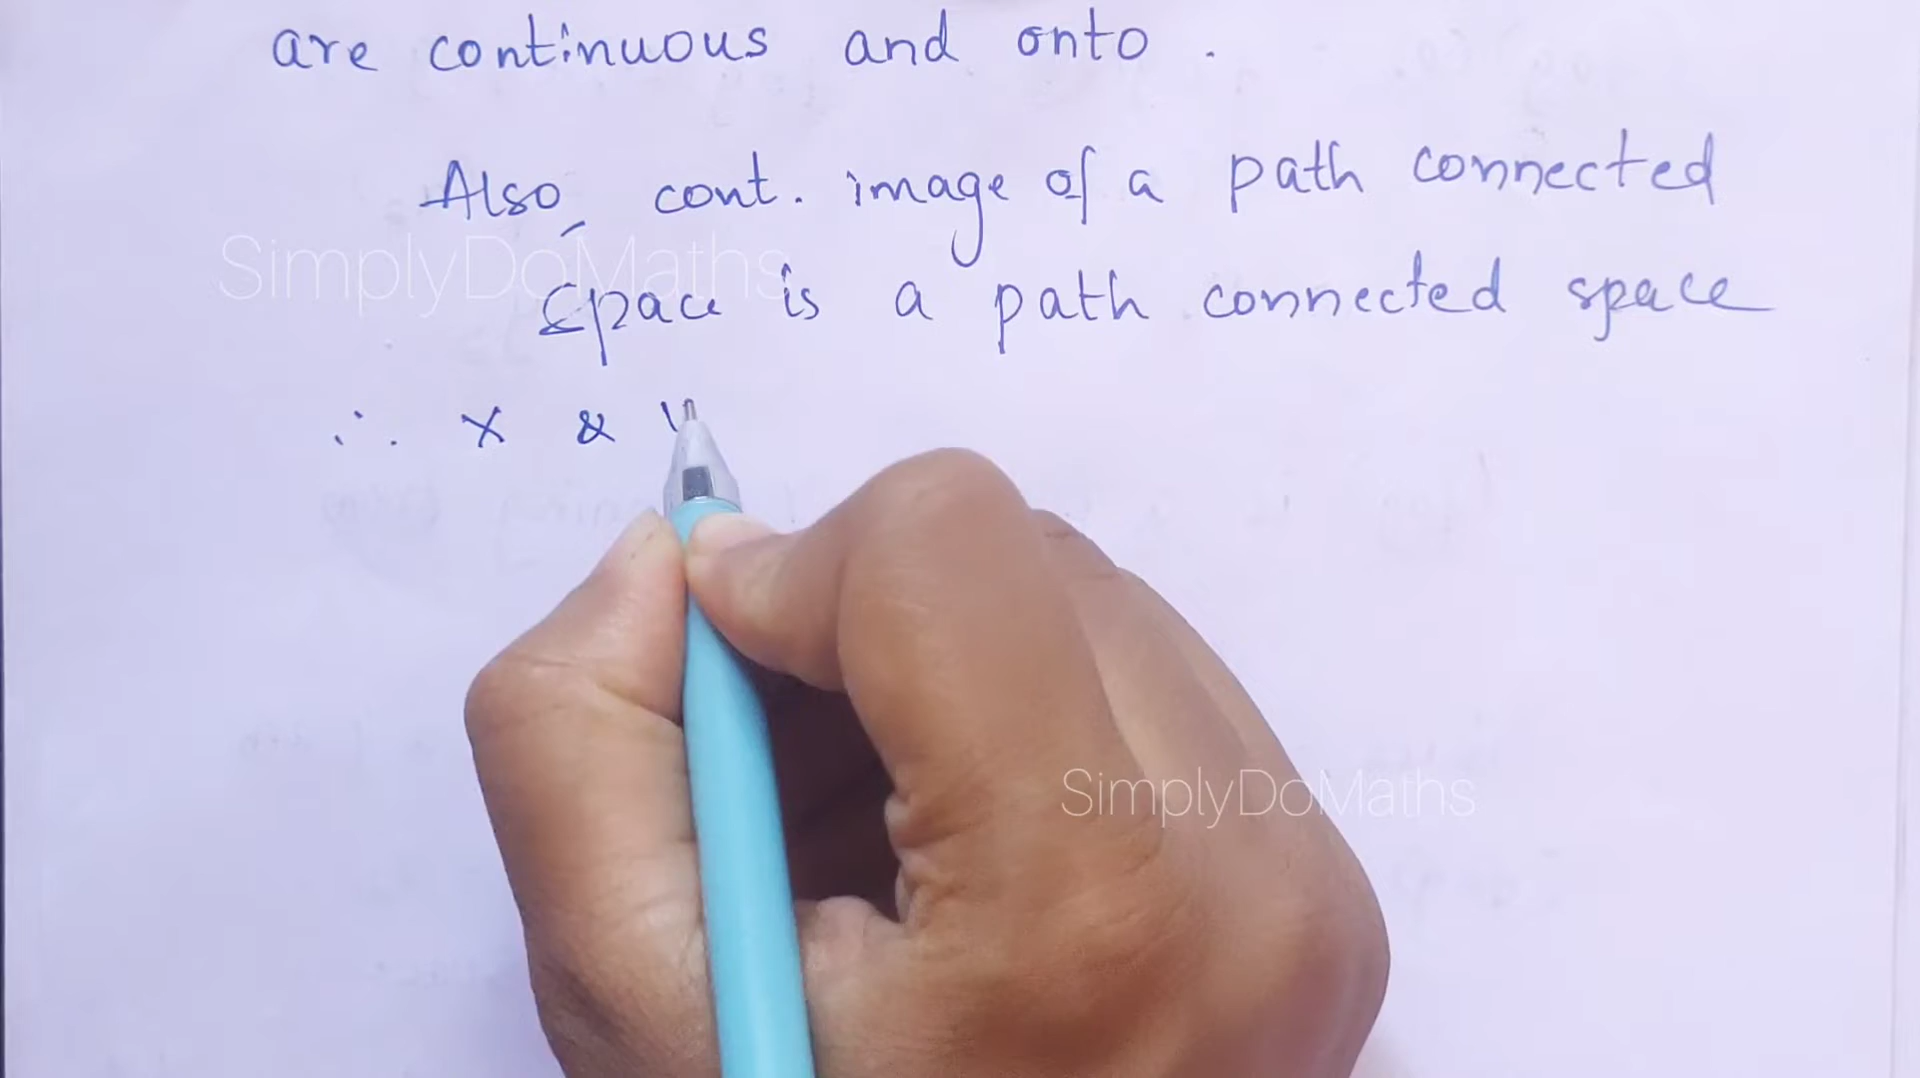 are continuous and onto .
Also, cont. image of a path connected
SimplyDoMaths
space is a path connected space
∴ X &
SimplyDoMaths